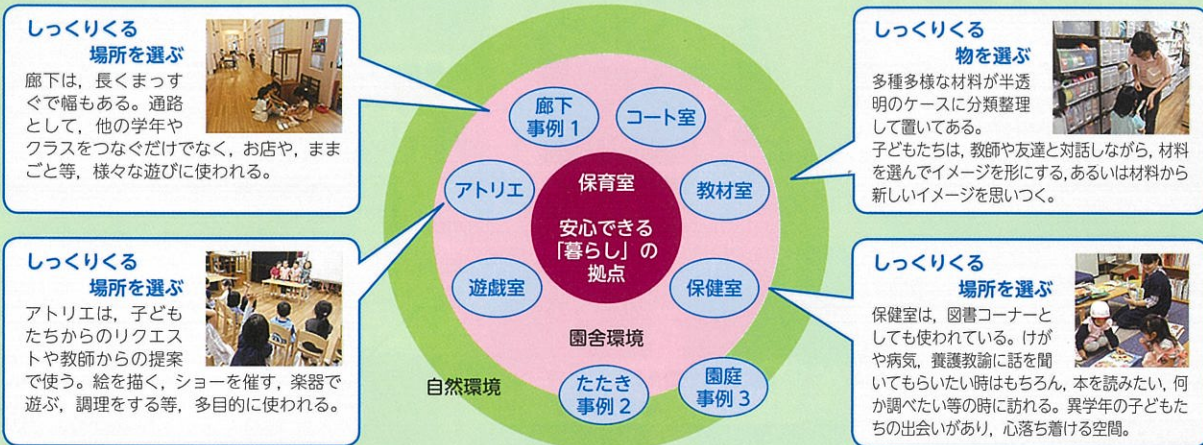 しっくりくる
場所を選ぶ
廊下は，長くまっす
ぐで幅もある。通路
として，他の学年や
クラスをつなぐだけでなく，お店や，まま
ごと等，様々な遊びに使われる。
しっくりくる
場所を選ぶ
アトリエは，子ども
たちからのリクエス
トや教師からの提案
で使う。絵を描く，ショーを催す，楽器で
遊ぶ，調理をする等，多目的に使われる。
廊下
事例1
コート室
アトリエ
保育室
教材室
安心できる
「暮らし」の
拠点
遊戯室
保健室
園舎環境
自然環境
たたき
事例2
園庭
事例3
しっくりくる
物を選ぶ
多種多様な材料が半透
明のケースに分類整理
して置いてある。
子どもたちは，教師や友達と対話しながら，材料
を選んでイメージを形にする，あるいは材料から
新しいイメージを思いつく。
しっくりくる
場所を選ぶ
保健室は，図書コーナーと
しても使われている。けが
や病気，養護教諭に話を聞
いてもらいたい時はもちろん，本を読みたい，何
か調べたい等の時に訪れる。異学年の子どもた
ちの出会いがあり，心落ち着ける空間。